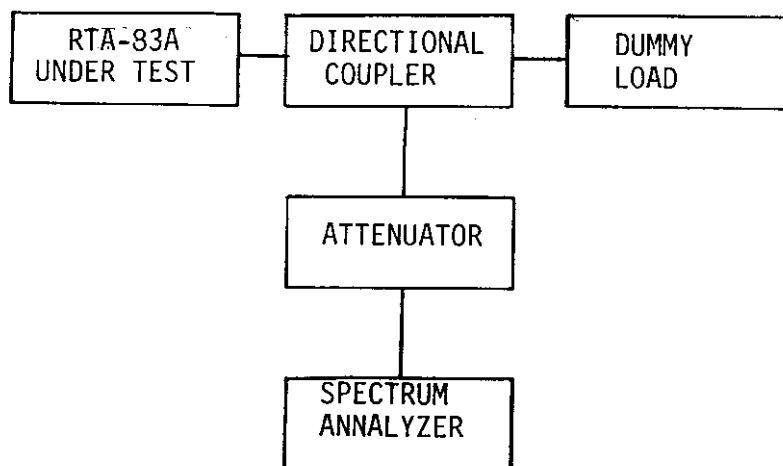 RTA-83A
UNDER TEST
DIRECTIONAL
COUPLER
DUMMY
LOAD
ATTENUATOR
SPECTRUM
ANNALYZER